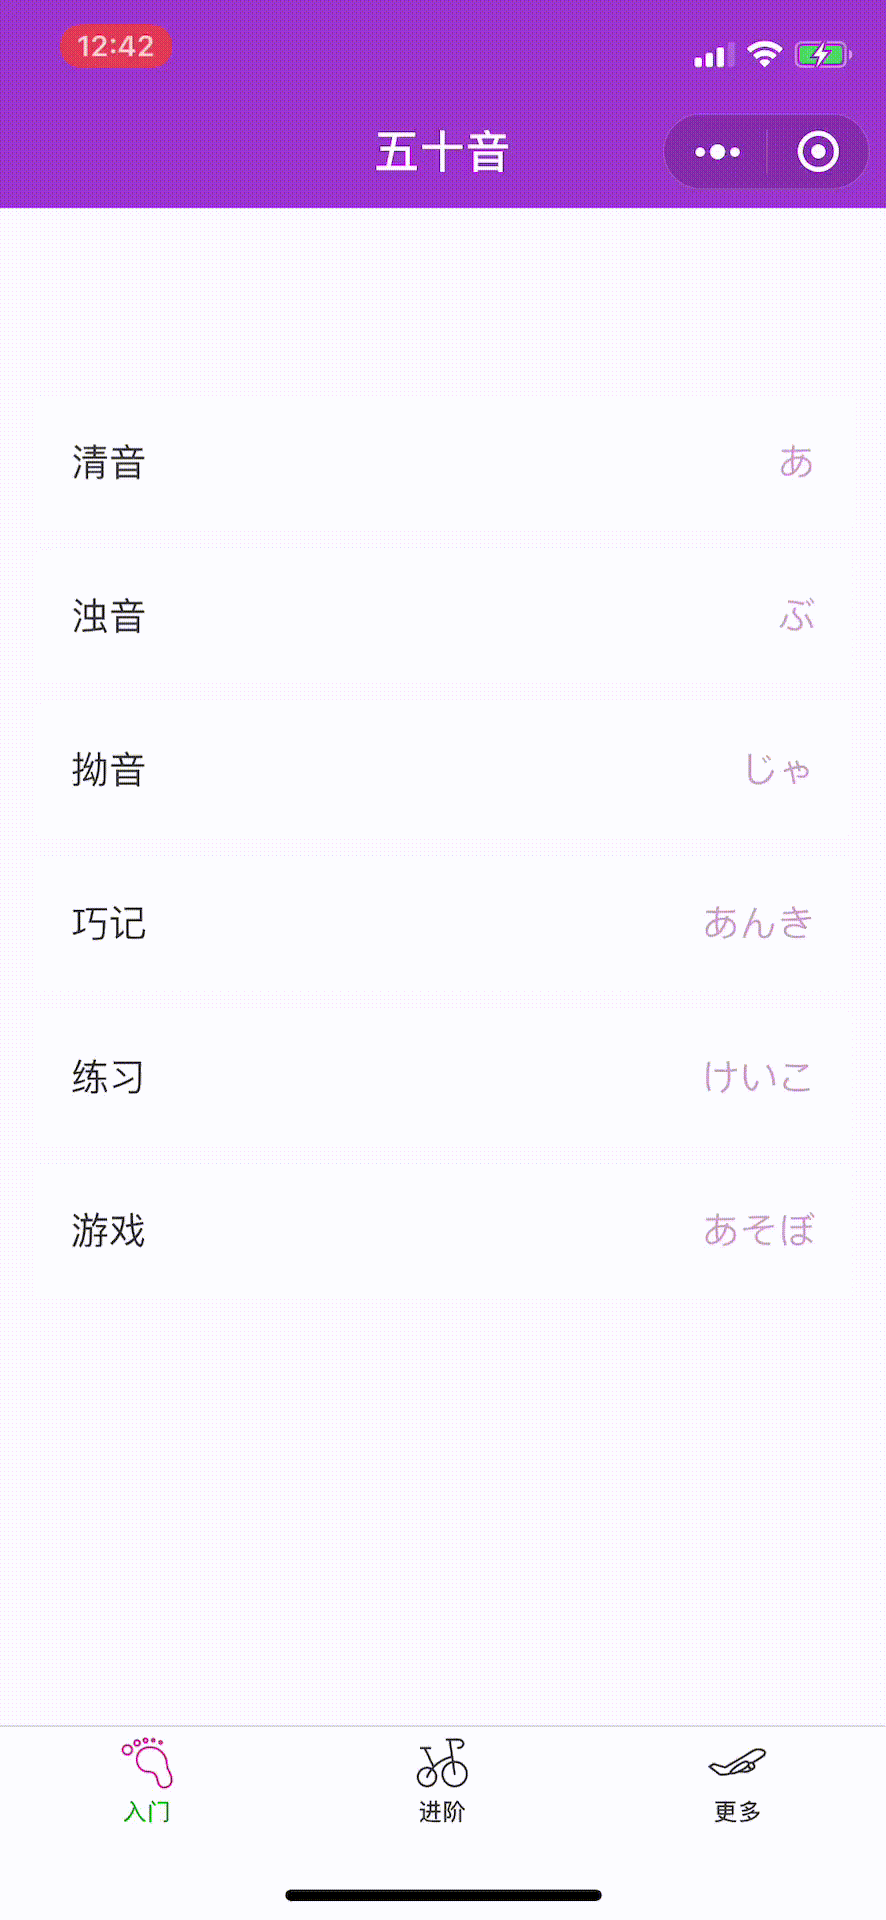 12:42
五十音
清音 あ
浊音 ぶ
拗音 じゃ
巧记 あんき
练习 けいこ
游戏 あそぼ
入门 进阶 更多